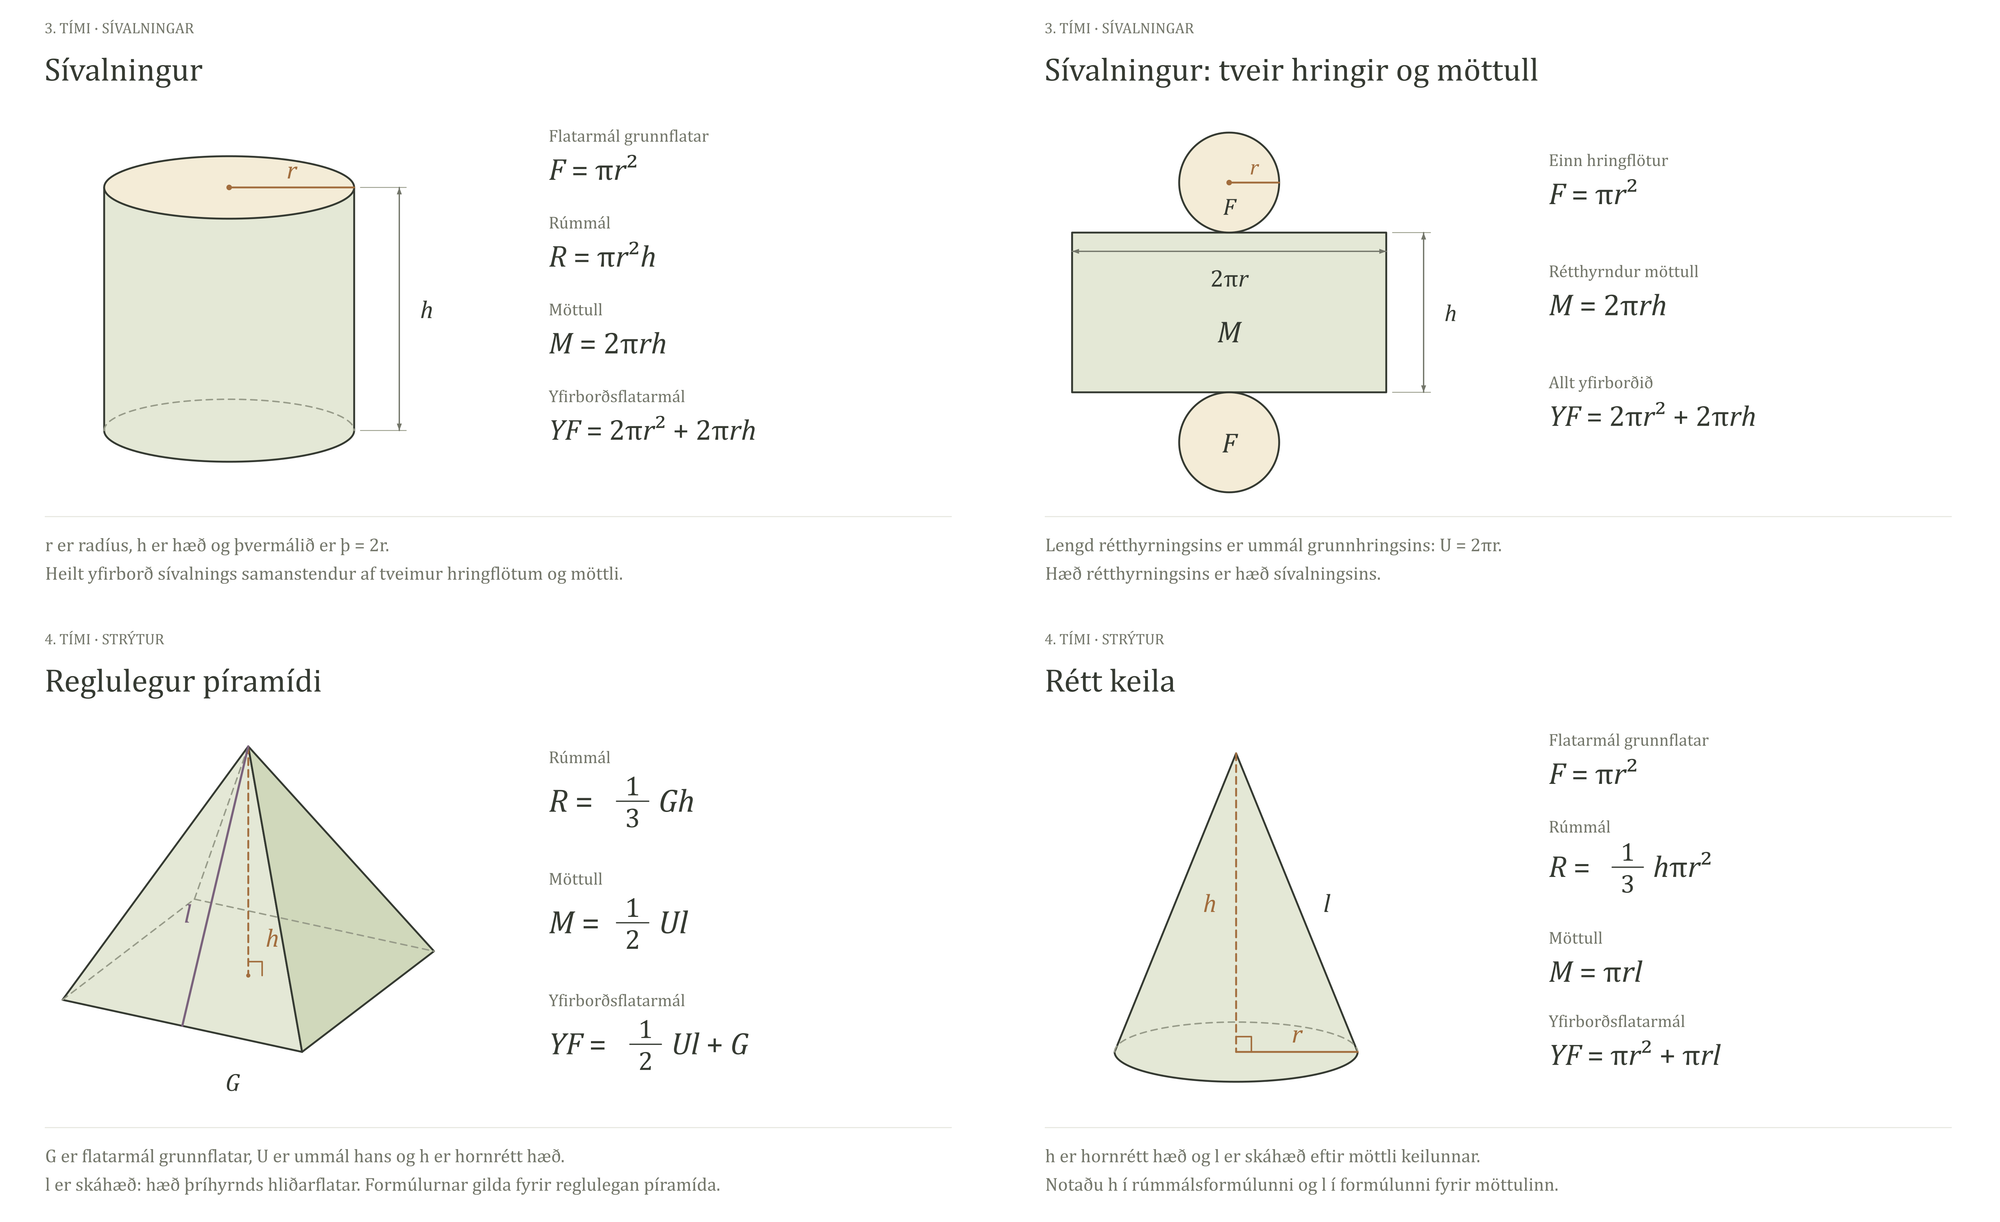 3. TÍMI · SÍVALNINGAR
Sívalningur
r
h
Flatarmál grunnflatar
F = πr²
Rúmmál
R = πr²h
Möttull
M = 2πrh
Yfirborðsflatarmál
YF = 2πr² + 2πrh
r er radíus, h er hæð og þvermálið er þ = 2r.
Heilt yfirborð sívalnings samanstendur af tveimur hringflötum og möttli.
3. TÍMI · SÍVALNINGAR
Sívalningur: tveir hringir og möttull
r
F
2πr
M
h
F
Einn hringflötur
F = πr²
Rétthyrndur möttull
M = 2πrh
Allt yfirborðið
YF = 2πr² + 2πrh
Lengd rétthyrningsins er ummál grunnhringsins: U = 2πr.
Hæð rétthyrningsins er hæð sívalningsins.
4. TÍMI · STRÝTUR
Reglulegur píramídi
l
h
G
Rúmmál
R = 1/3 Gh
Möttull
M = 1/2 Ul
Yfirborðsflatarmál
YF = 1/2 Ul + G
G er flatarmál grunnflatar, U er ummál hans og h er hornrétt hæð.
l er skáhæð: hæð þríhyrnds hliðarflatar. Formúlurnar gilda fyrir reglulegan píramída.
4. TÍMI · STRÝTUR
Rétt keila
h
l
r
Flatarmál grunnflatar
F = πr²
Rúmmál
R = 1/3 hπr²
Möttull
M = πrl
Yfirborðsflatarmál
YF = πr² + πrl
h er hornrétt hæð og l er skáhæð eftir möttli keilunnar.
Notaðu h í rúmmálsformúlunni og l í formúlunni fyrir möttulinn.